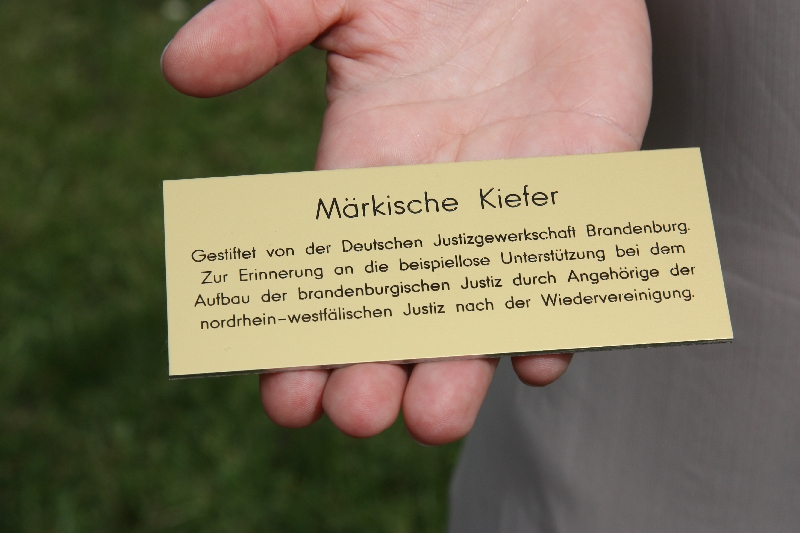 Märkische Kiefer
Gestiftet von der Deutschen Justizgewerkschaft Brandenburg.
Zur Erinnerung an die beispiellose Unterstützung bei dem
Aufbau der brandenburgischen Justiz durch Angehörige der
nordrhein-westfälischen Justiz nach der Wiedervereinigung.